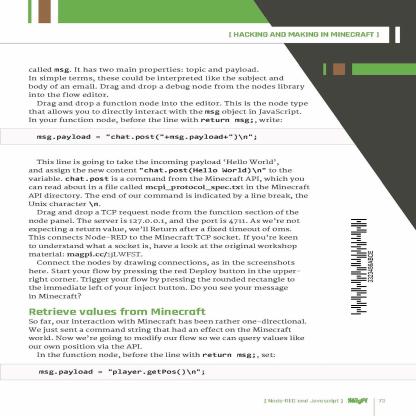 [ HACKING AND MAKING IN MINECRAFT ]
called msg. It has two main properties: topic and payload.
In simple terms, these could be interpreted like the subject and
body of an email. Drag and drop a debug node from the nodes library
into the flow editor.
Drag and drop a function node into the editor. This is the node type
that allows you to directly interact with the msg object in JavaScript.
In your function node, before the line with return msg;, write:
msg.payload = "chat.post("+msg.payload+")\n";
This line is going to take the incoming payload 'Hello World',
and assign the new content "chat.post(Hello World)\n" to the
variable. chat.post is a command from the Minecraft API, which you
can read about in a file called mcpi_protocol_spec.txt in the Minecraft
API directory. The end of our command is indicated by a line break, the
Unix character \n.
Drag and drop a TCP request node from the function section of the
node panel. The server is 127.0.0.1, and the port is 4711. As we're not
expecting a return value, we'll Return after a fixed timeout of 0ms.
This connects Node-RED to the Minecraft TCP socket. If you're keen
to understand what a socket is, have a look at the original workshop
material: magpi.cc/1jLWFST.
Connect the nodes by drawing connections, as in the screenshots
here. Start your flow by pressing the red Deploy button in the upper-
right corner. Trigger your flow by pressing the rounded rectangle to
the immediate left of your inject button. Do you see your message
in Minecraft?
Retrieve values from Minecraft
So far, our interaction with Minecraft has been rather one-directional.
We just sent a command string that had an effect on the Minecraft
world. Now we're going to modify our flow so we can query values like
our own position via the API.
In the function node, before the line with return msg;, set:
msg.payload = "player.getPos()\n";
[ Node-RED and Javascript ]
73